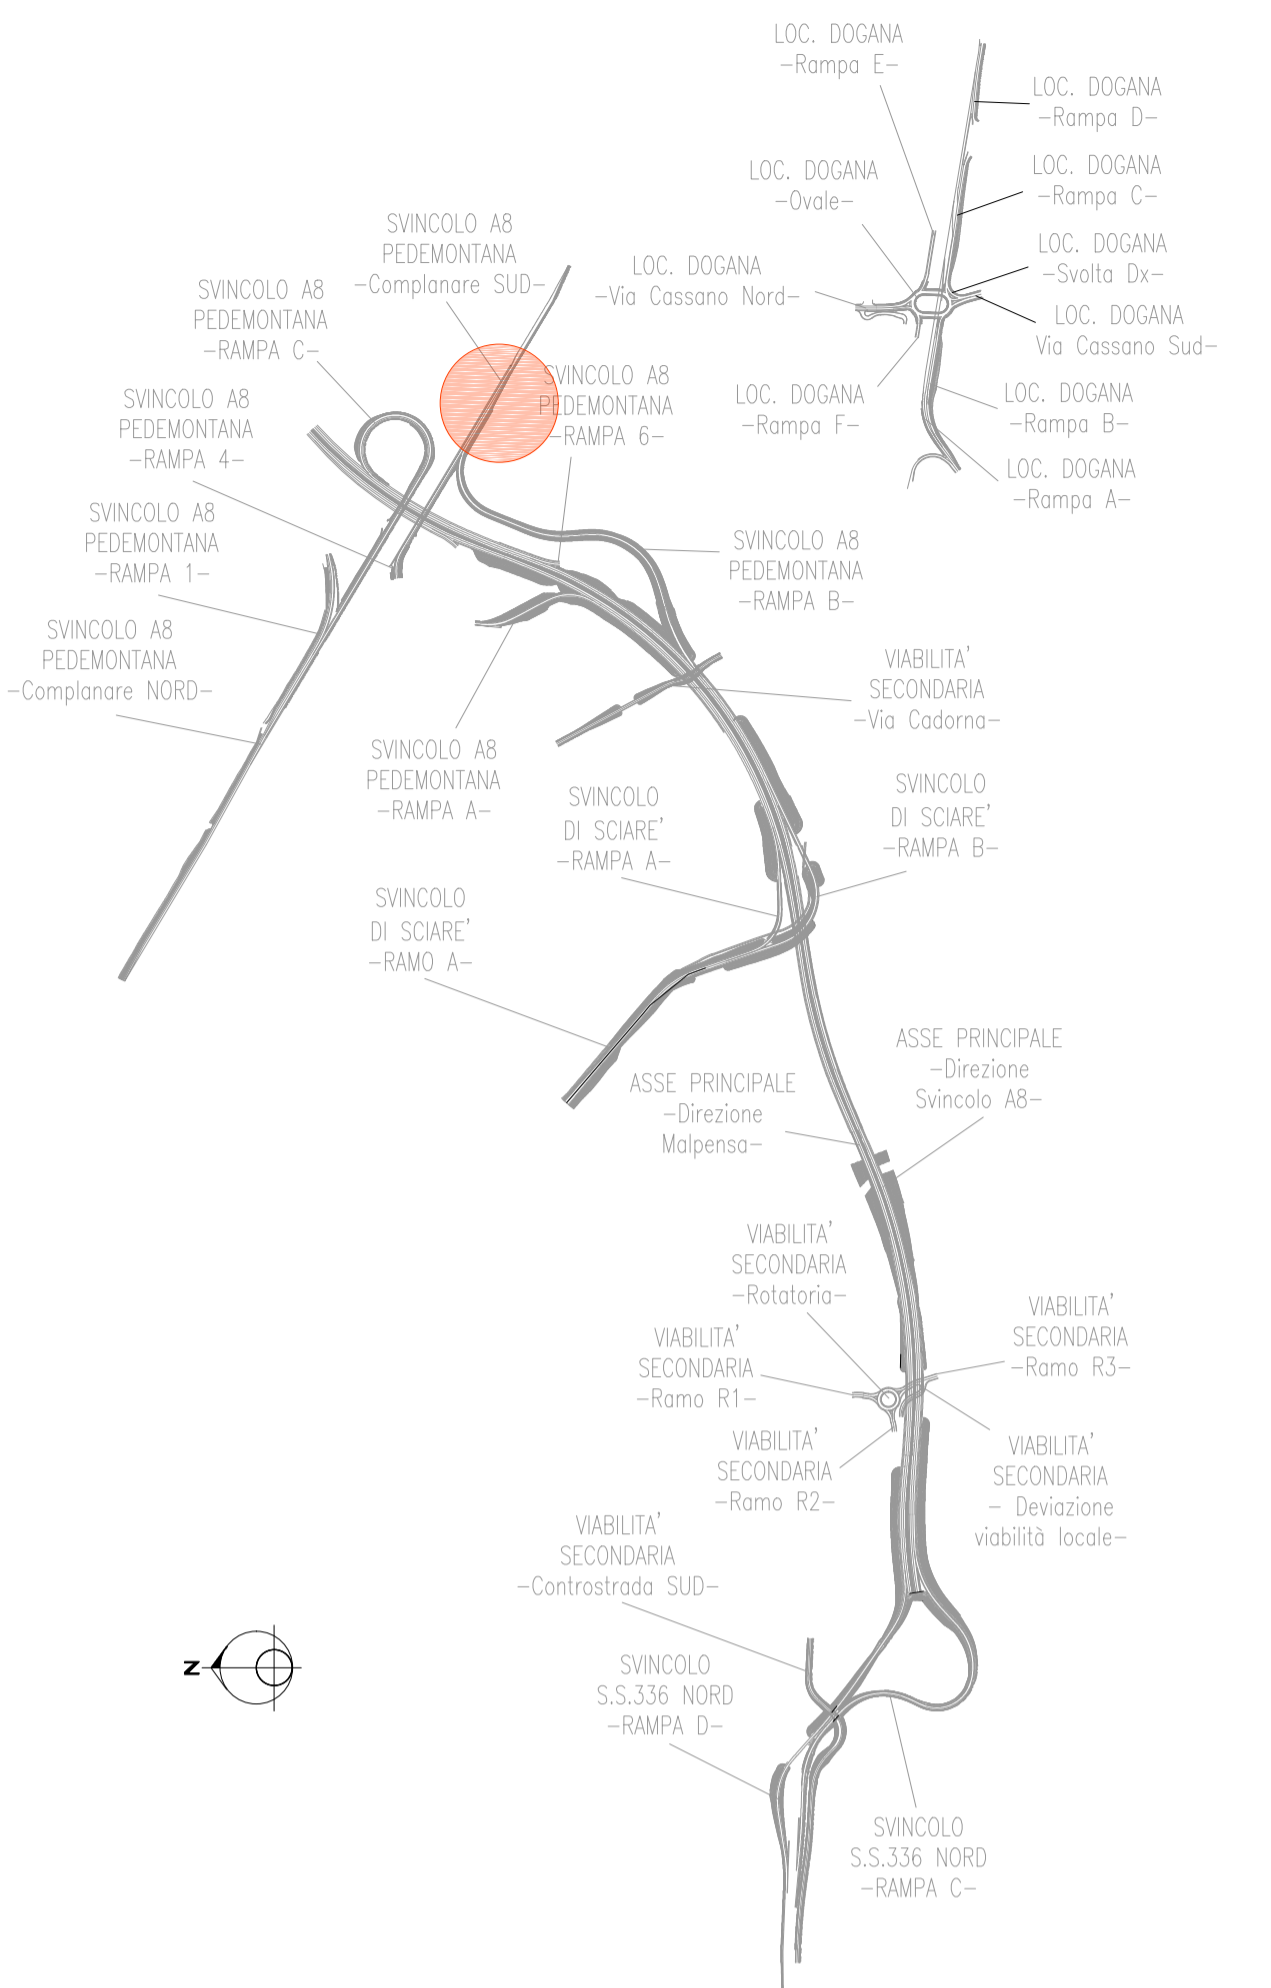 LOC. DOGANA
-Rampa E-
LOC. DOGANA
-Rampa D-
LOC. DOGANA
-Ovale-
LOC. DOGANA
-Rampa C-
SVINCOLO A8
PEDEMONTANA
-Complanare SUD-
LOC. DOGANA
-Via Cassano Nord-
LOC. DOGANA
-Svolta Dx-
SVINCOLO A8
PEDEMONTANA
-RAMPA C-
LOC. DOGANA
Via Cassano Sud-
SVINCOLO A8
PEDEMONTANA
-RAMPA 6-
SVINCOLO A8
PEDEMONTANA
-RAMPA 4-
LOC. DOGANA
-Rampa F-
LOC. DOGANA
-Rampa B-
LOC. DOGANA
-Rampa A-
SVINCOLO A8
PEDEMONTANA
-RAMPA 1-
SVINCOLO A8
PEDEMONTANA
-RAMPA B-
SVINCOLO A8
PEDEMONTANA
-Complanare NORD-
VIABILITA'
SECONDARIA
-Via Cadorna-
SVINCOLO A8
PEDEMONTANA
-RAMPA A-
SVINCOLO
DI SCIARE'
-RAMPA A-
SVINCOLO
DI SCIARE'
-RAMPA B-
SVINCOLO
DI SCIARE'
-RAMO A-
ASSE PRINCIPALE
-Direzione
Svincolo A8-
ASSE PRINCIPALE
-Direzione
Malpensa-
VIABILITA'
SECONDARIA
-Rotatoria-
VIABILITA'
SECONDARIA
-Ramo R3-
VIABILITA'
SECONDARIA
-Ramo R1-
VIABILITA'
SECONDARIA
-Ramo R2-
VIABILITA'
SECONDARIA
- Deviazione
viabilità locale-
VIABILITA'
SECONDARIA
-Controstrada SUD-
N
SVINCOLO
S.S.336 NORD
-RAMPA D-
SVINCOLO
S.S.336 NORD
-RAMPA C-